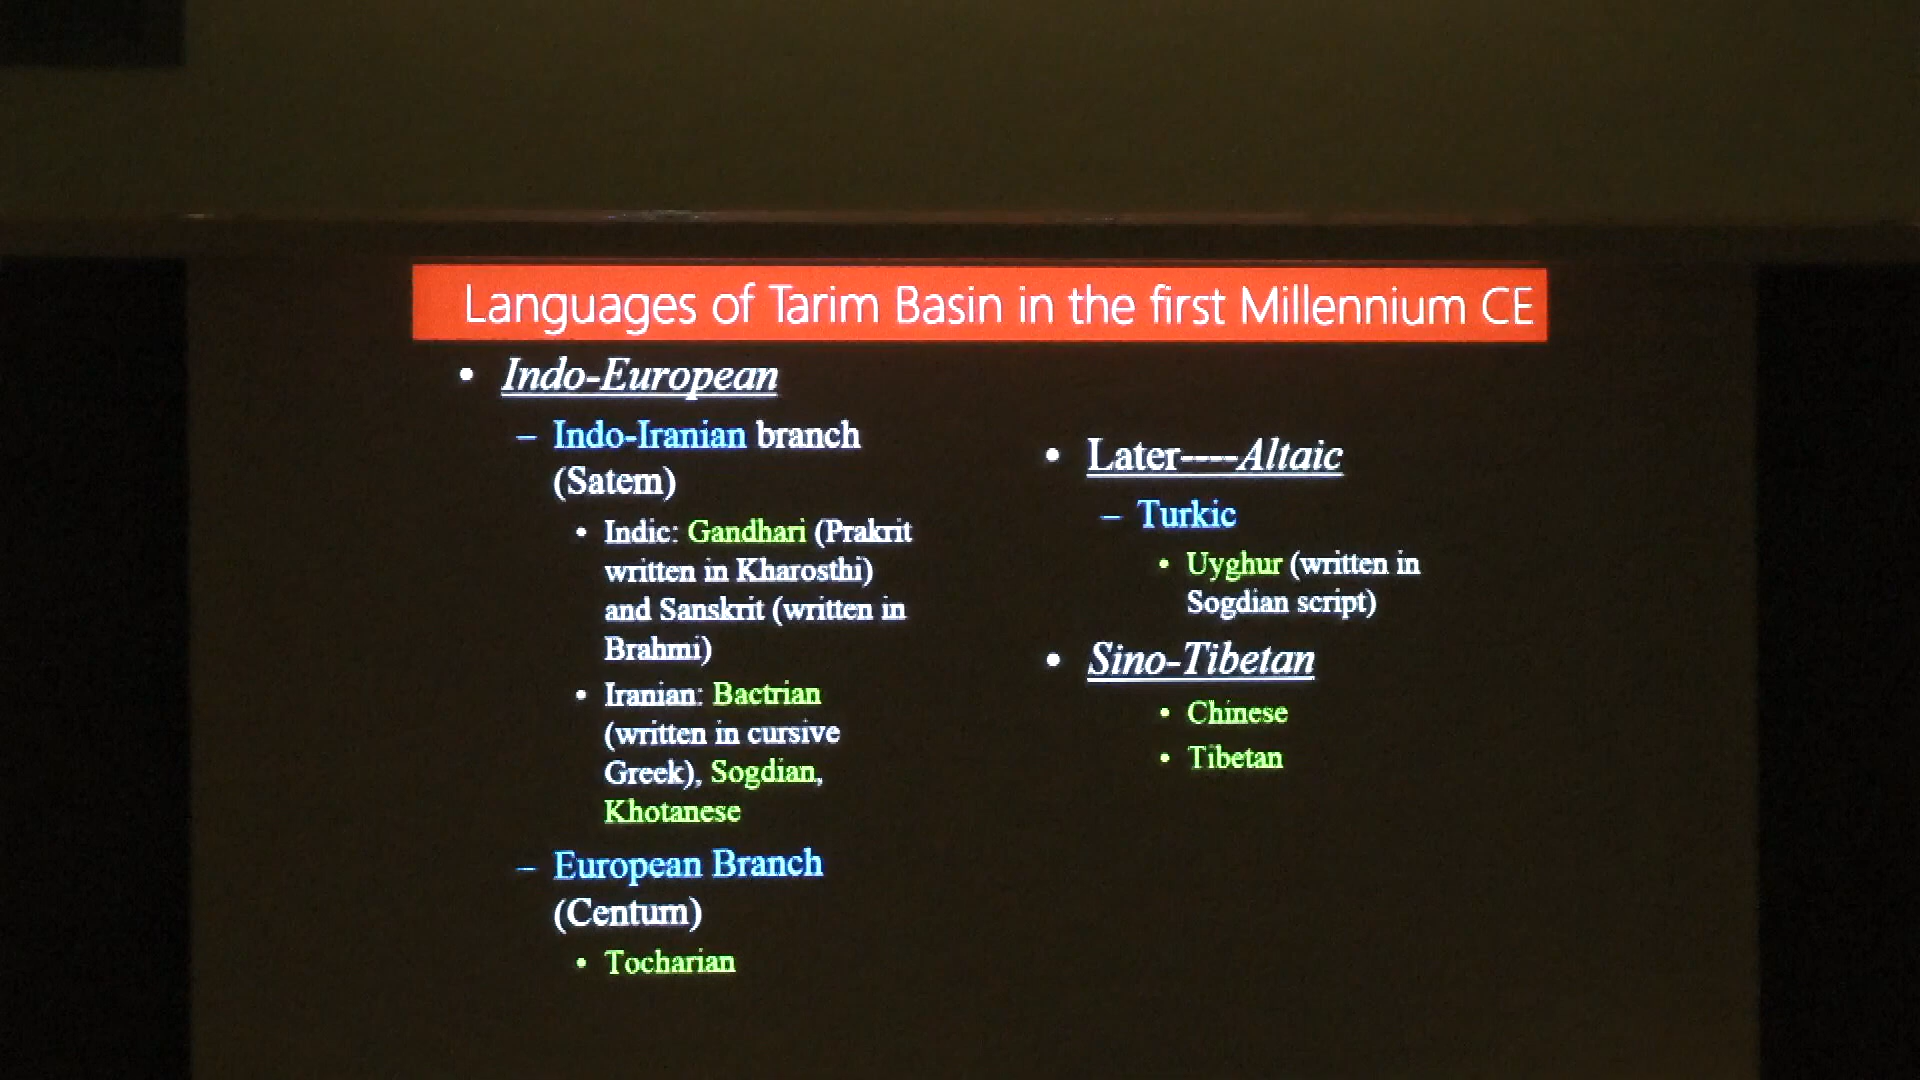 Languages of Tarim Basin in the first Millennium CE
• Indo-European
– Indo-Iranian branch
(Satem)
• Indic: Gandhari (Prakrit
written in Kharosthi)
and Sanskrit (written in
Brahmi)
• Iranian: Bactrian
(written in cursive
Greek), Sogdian,
Khotanese
– European Branch
(Centum)
• Tocharian
• Later----Altaic
– Turkic
• Uyghur (written in
Sogdian script)
• Sino-Tibetan
• Chinese
• Tibetan